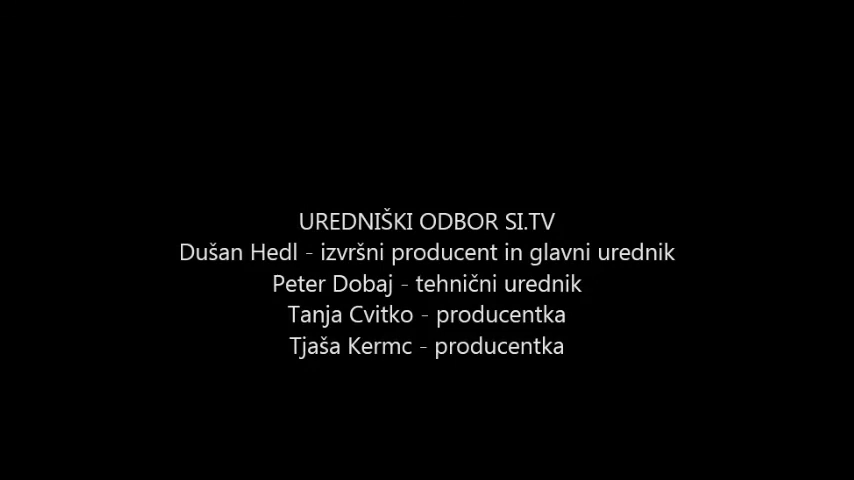 UREDNIŠKI ODBOR SI.TV
Dušan Hedl - izvršni producent in glavni urednik
Peter Dobaj - tehnični urednik
Tanja Cvitko - producentka
Tjaša Kermc - producentka